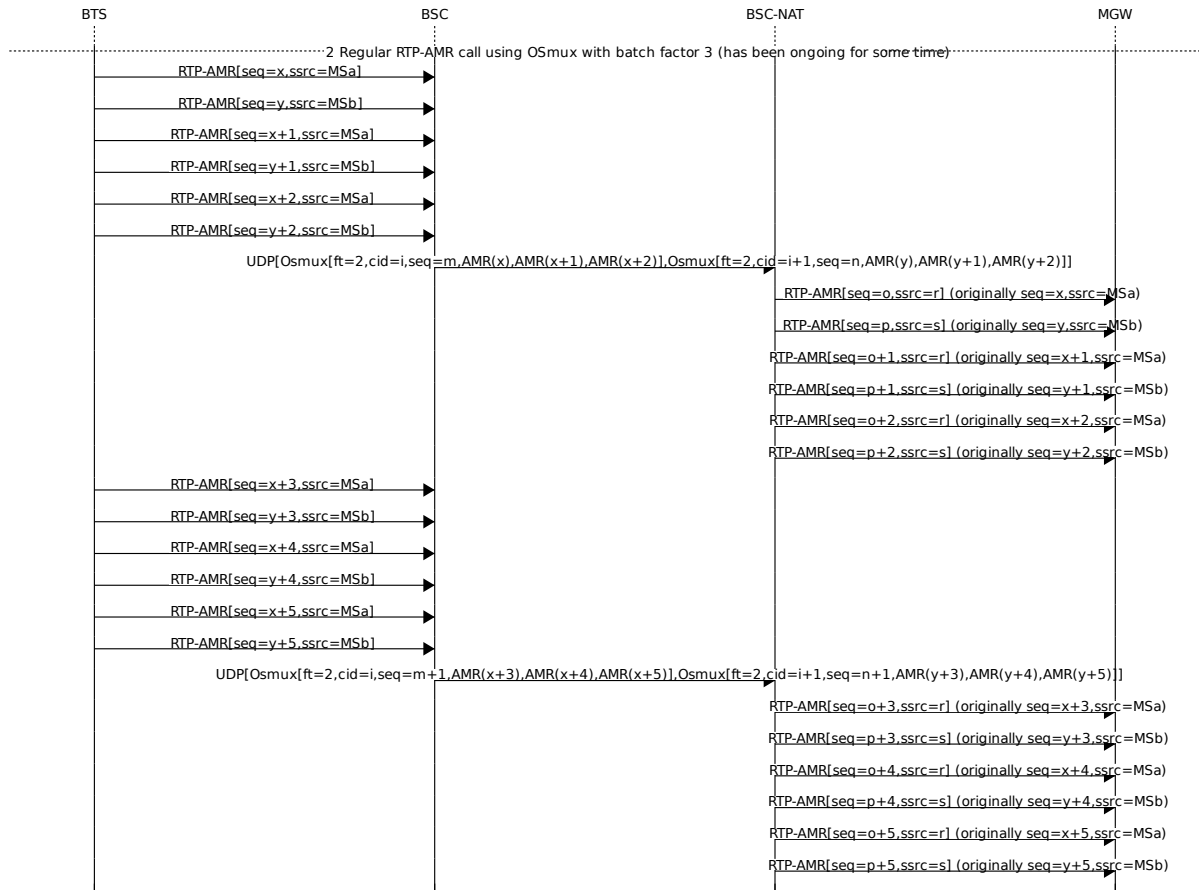 BTS BSC BSC-NAT MGW
2 Regular RTP-AMR call using OSmux with batch factor 3 (has been ongoing for some time)
RTP-AMR[seq=x,ssrc=MSa]
RTP-AMR[seq=y,ssrc=MSb]
RTP-AMR[seq=x+1,ssrc=MSa]
RTP-AMR[seq=y+1,ssrc=MSb]
RTP-AMR[seq=x+2,ssrc=MSa]
RTP-AMR[seq=y+2,ssrc=MSb]
UDP[Osmux[ft=2,cid=i,seq=m,AMR(x),AMR(x+1),AMR(x+2)],Osmux[ft=2,cid=i+1,seq=n,AMR(y),AMR(y+1),AMR(y+2)]]
RTP-AMR[seq=o,ssrc=r] (originally seq=x,ssrc=MSa)
RTP-AMR[seq=p,ssrc=s] (originally seq=y,ssrc=MSb)
RTP-AMR[seq=o+1,ssrc=r] (originally seq=x+1,ssrc=MSa)
RTP-AMR[seq=p+1,ssrc=s] (originally seq=y+1,ssrc=MSb)
RTP-AMR[seq=o+2,ssrc=r] (originally seq=x+2,ssrc=MSa)
RTP-AMR[seq=p+2,ssrc=s] (originally seq=y+2,ssrc=MSb)
RTP-AMR[seq=x+3,ssrc=MSa]
RTP-AMR[seq=y+3,ssrc=MSb]
RTP-AMR[seq=x+4,ssrc=MSa]
RTP-AMR[seq=y+4,ssrc=MSb]
RTP-AMR[seq=x+5,ssrc=MSa]
RTP-AMR[seq=y+5,ssrc=MSb]
UDP[Osmux[ft=2,cid=i,seq=m+1,AMR(x+3),AMR(x+4),AMR(x+5)],Osmux[ft=2,cid=i+1,seq=n+1,AMR(y+3),AMR(y+4),AMR(y+5)]]
RTP-AMR[seq=o+3,ssrc=r] (originally seq=x+3,ssrc=MSa)
RTP-AMR[seq=p+3,ssrc=s] (originally seq=y+3,ssrc=MSb)
RTP-AMR[seq=o+4,ssrc=r] (originally seq=x+4,ssrc=MSa)
RTP-AMR[seq=p+4,ssrc=s] (originally seq=y+4,ssrc=MSb)
RTP-AMR[seq=o+5,ssrc=r] (originally seq=x+5,ssrc=MSa)
RTP-AMR[seq=p+5,ssrc=s] (originally seq=y+5,ssrc=MSb)